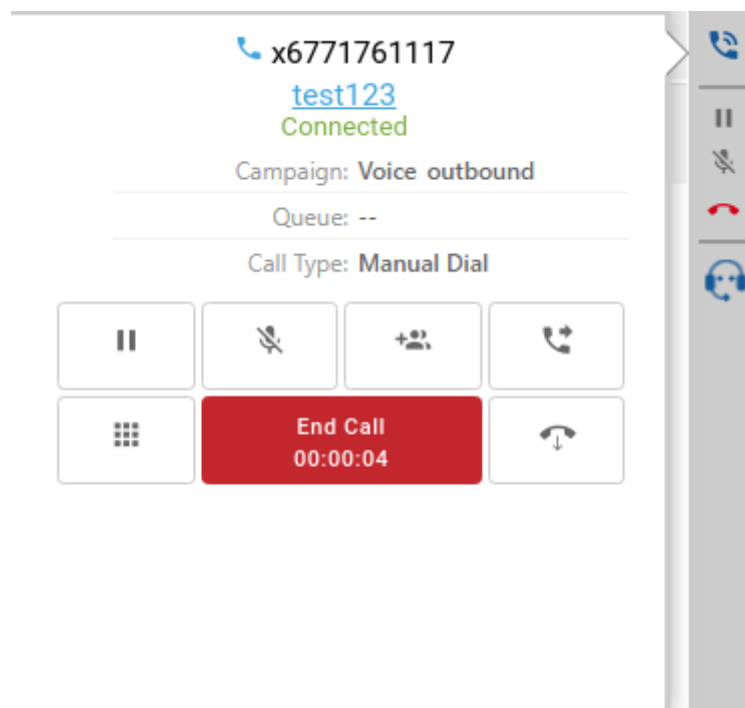 x6771761117
test123
Connected
Campaign: Voice outbound
Queue: --
Call Type: Manual Dial
End Call
00:00:04